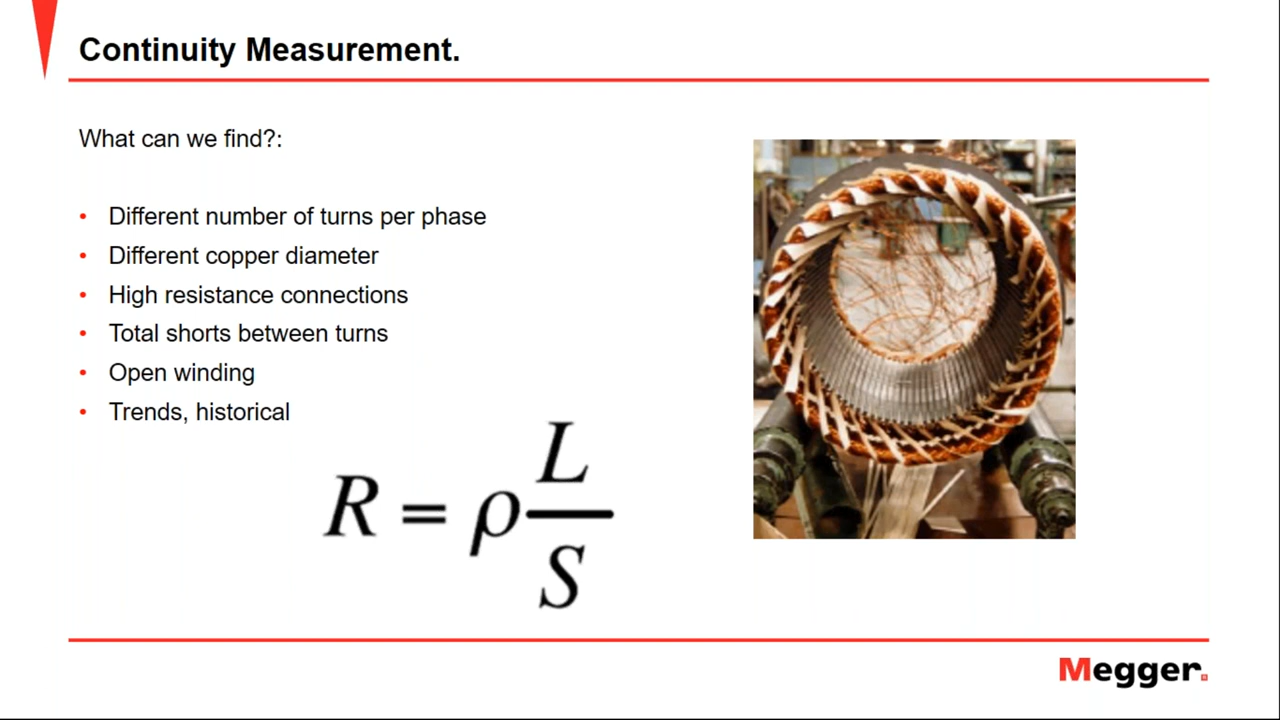 Continuity Measurement.
What can we find?:
• Different number of turns per phase
• Different copper diameter
• High resistance connections
• Total shorts between turns
• Open winding
• Trends, historical
R = ρ L/S
Megger.